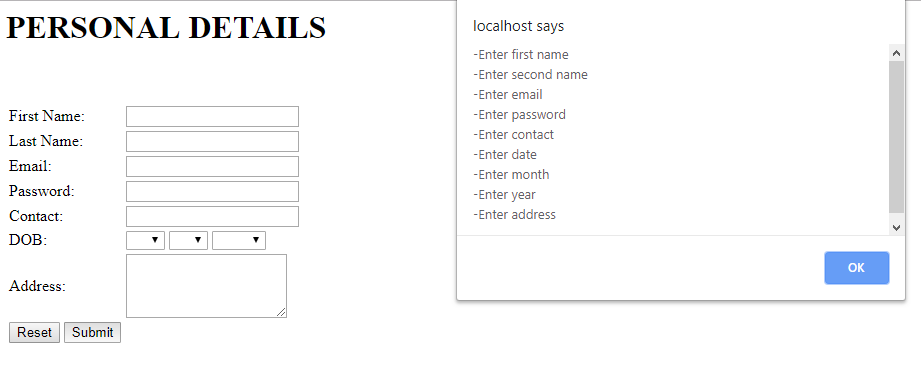 PERSONAL DETAILS
First Name:
Last Name:
Email:
Password:
Contact:
DOB:
Address:
Reset Submit
localhost says
-Enter first name
-Enter second name
-Enter email
-Enter password
-Enter contact
-Enter date
-Enter month
-Enter year
-Enter address
OK